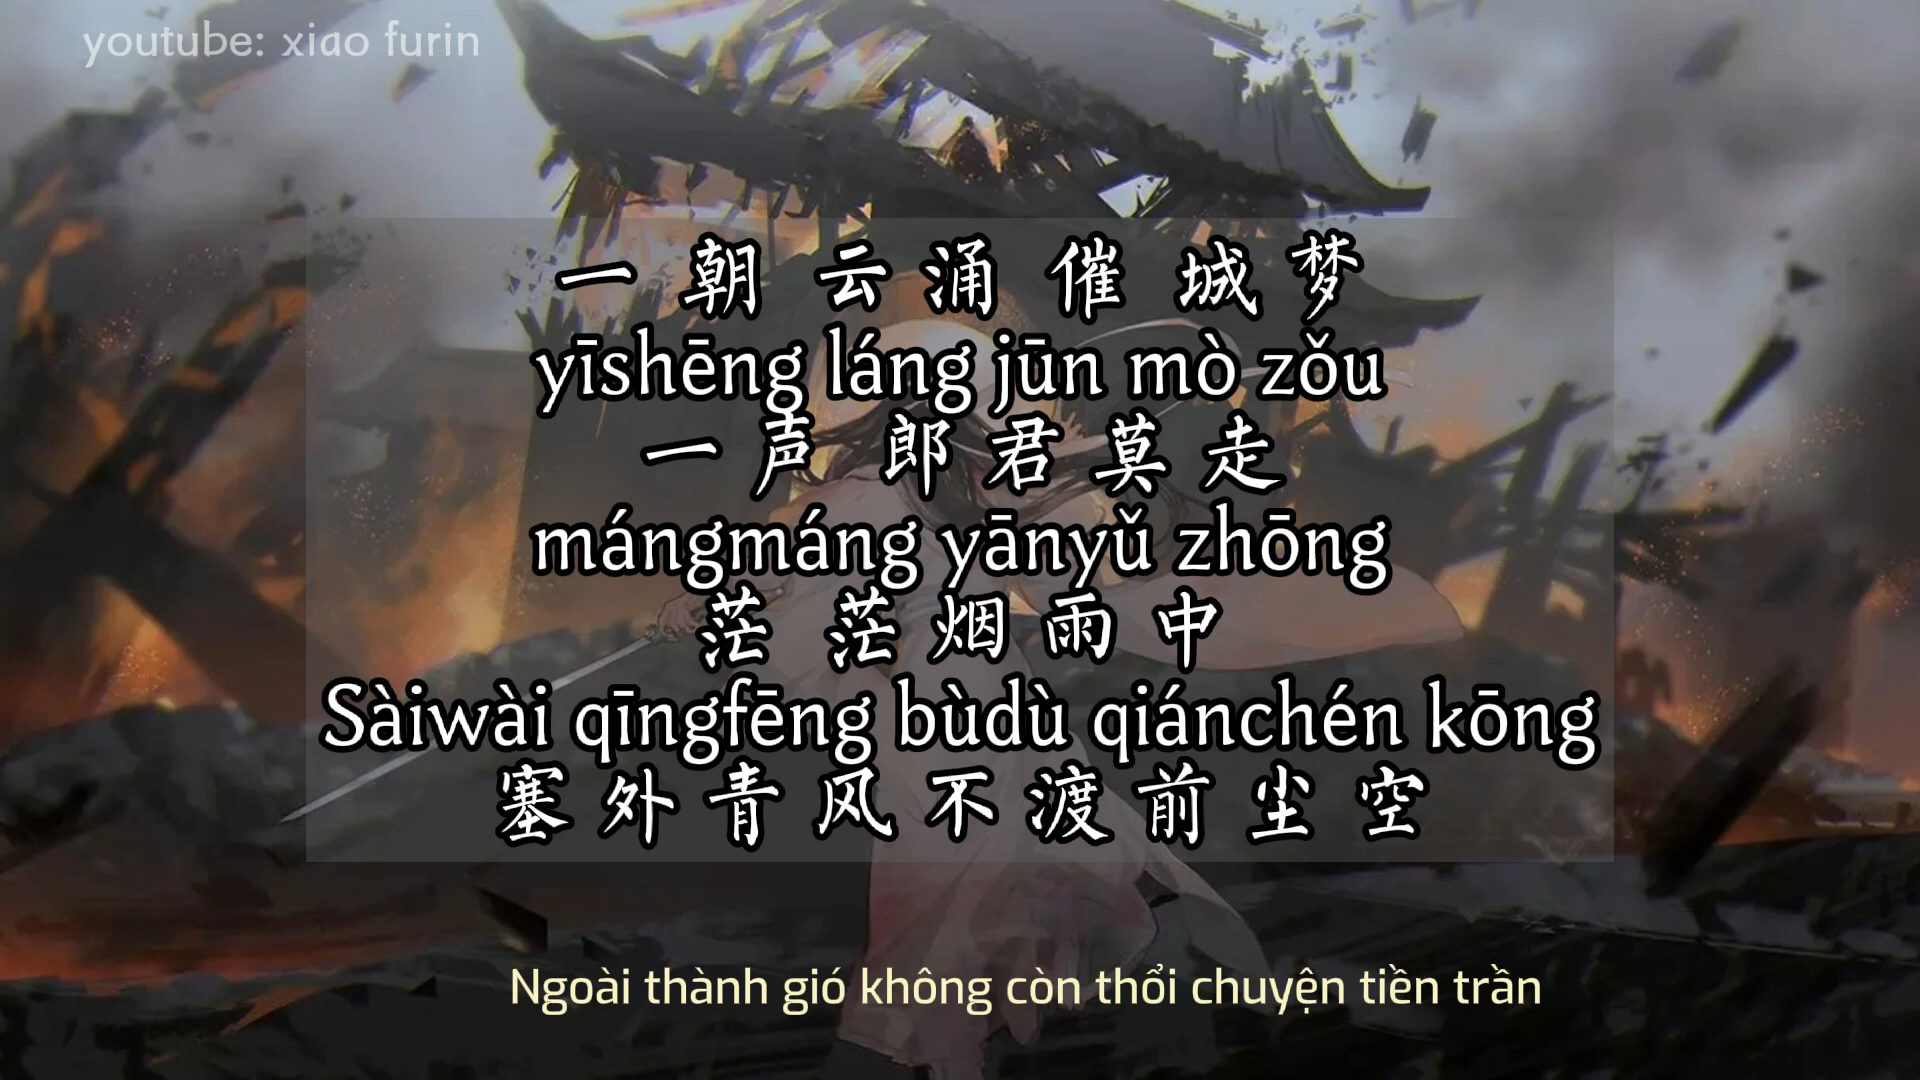 youtube: xiao furin
一 朝 云 涌 催 城 梦
yīshēng láng jūn mò zǒu
一 声 郎 君 莫 走
mángmáng yānyǔ zhōng
茫 茫 烟 雨 中
Sàiwài qīngfēng bùdù qiánchén kōng
塞 外 青 风 不 渡 前 尘 空
Ngoài thành gió không còn thổi chuyện tiền trần